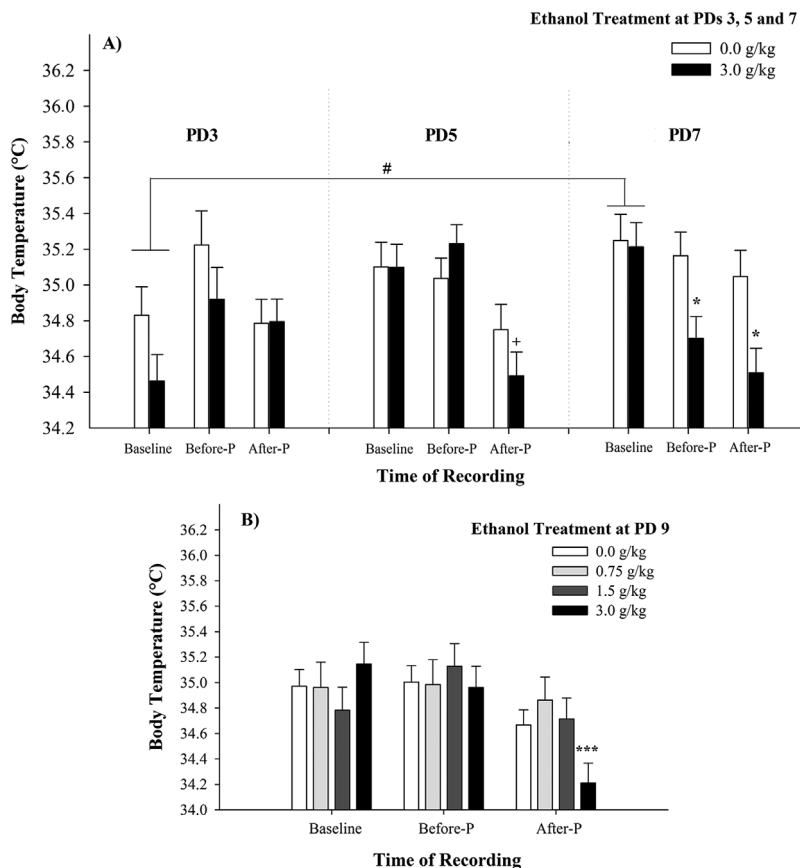 Ethanol Treatment at PDs 3, 5 and 7
A)
0.0 g/kg
3.0 g/kg
36.2
36.0
35.8
35.6
35.4
35.2
35.0
34.8
34.6
34.4
34.2
Body Temperature (°C)
PD3 PD5 PD7
#
*
*
+
Baseline Before-P After-P Baseline Before-P After-P Baseline Before-P After-P
Time of Recording
B)
Ethanol Treatment at PD 9
0.0 g/kg
0.75 g/kg
1.5 g/kg
3.0 g/kg
36.2
36.0
35.8
35.6
35.4
35.2
35.0
34.8
34.6
34.4
34.2
34.0
Body Temperature (°C)
***
Baseline Before-P After-P
Time of Recording